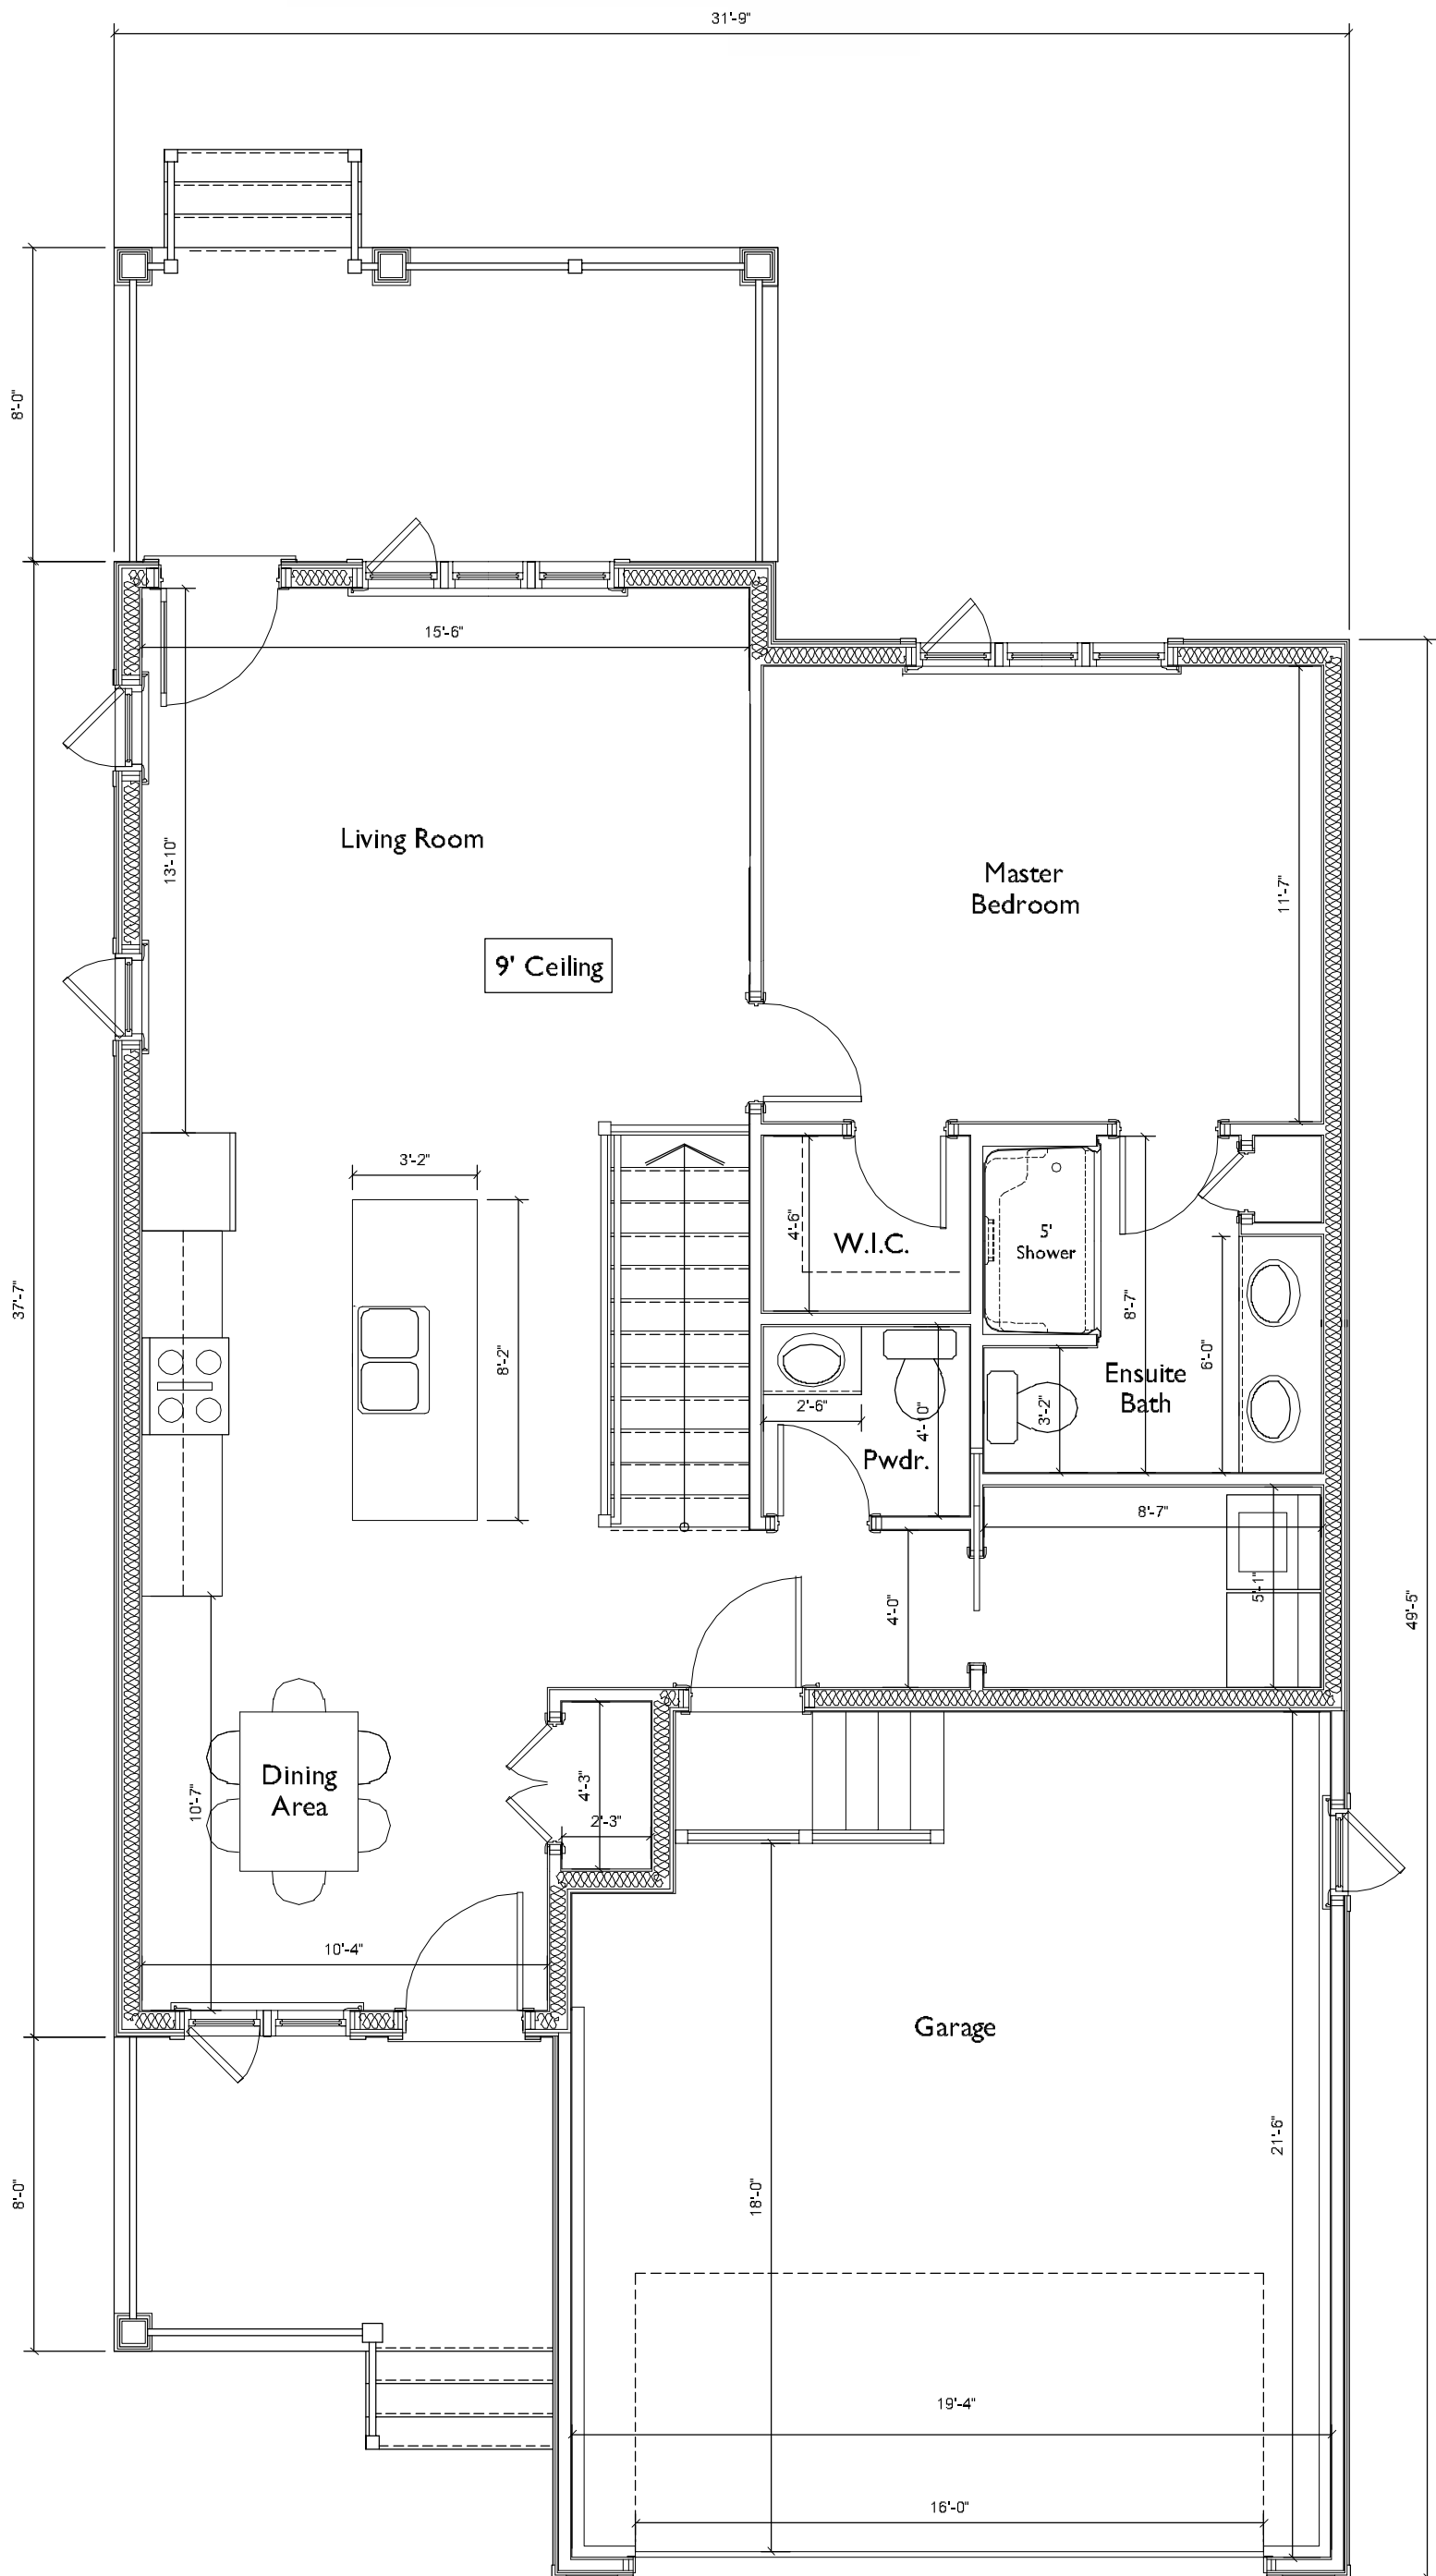 31'-9"
8'-0"
15'-6"
13'-10"
Living Room
Master
Bedroom
11'-7"
9' Ceiling
3'-2"
4'-6"
W.I.C.
5'
Shower
8'-7"
6'-0"
37'-7"
8'-2"
Ensuite
Bath
2'-6"
4'-10"
3'-2"
Pwdr.
8'-7"
5'-1"
4'-0"
49'-5"
Dining
Area
10'-7"
4'-3"
2'-3"
10'-4"
Garage
21'-6"
18'-0"
8'-0"
19'-4"
16'-0"